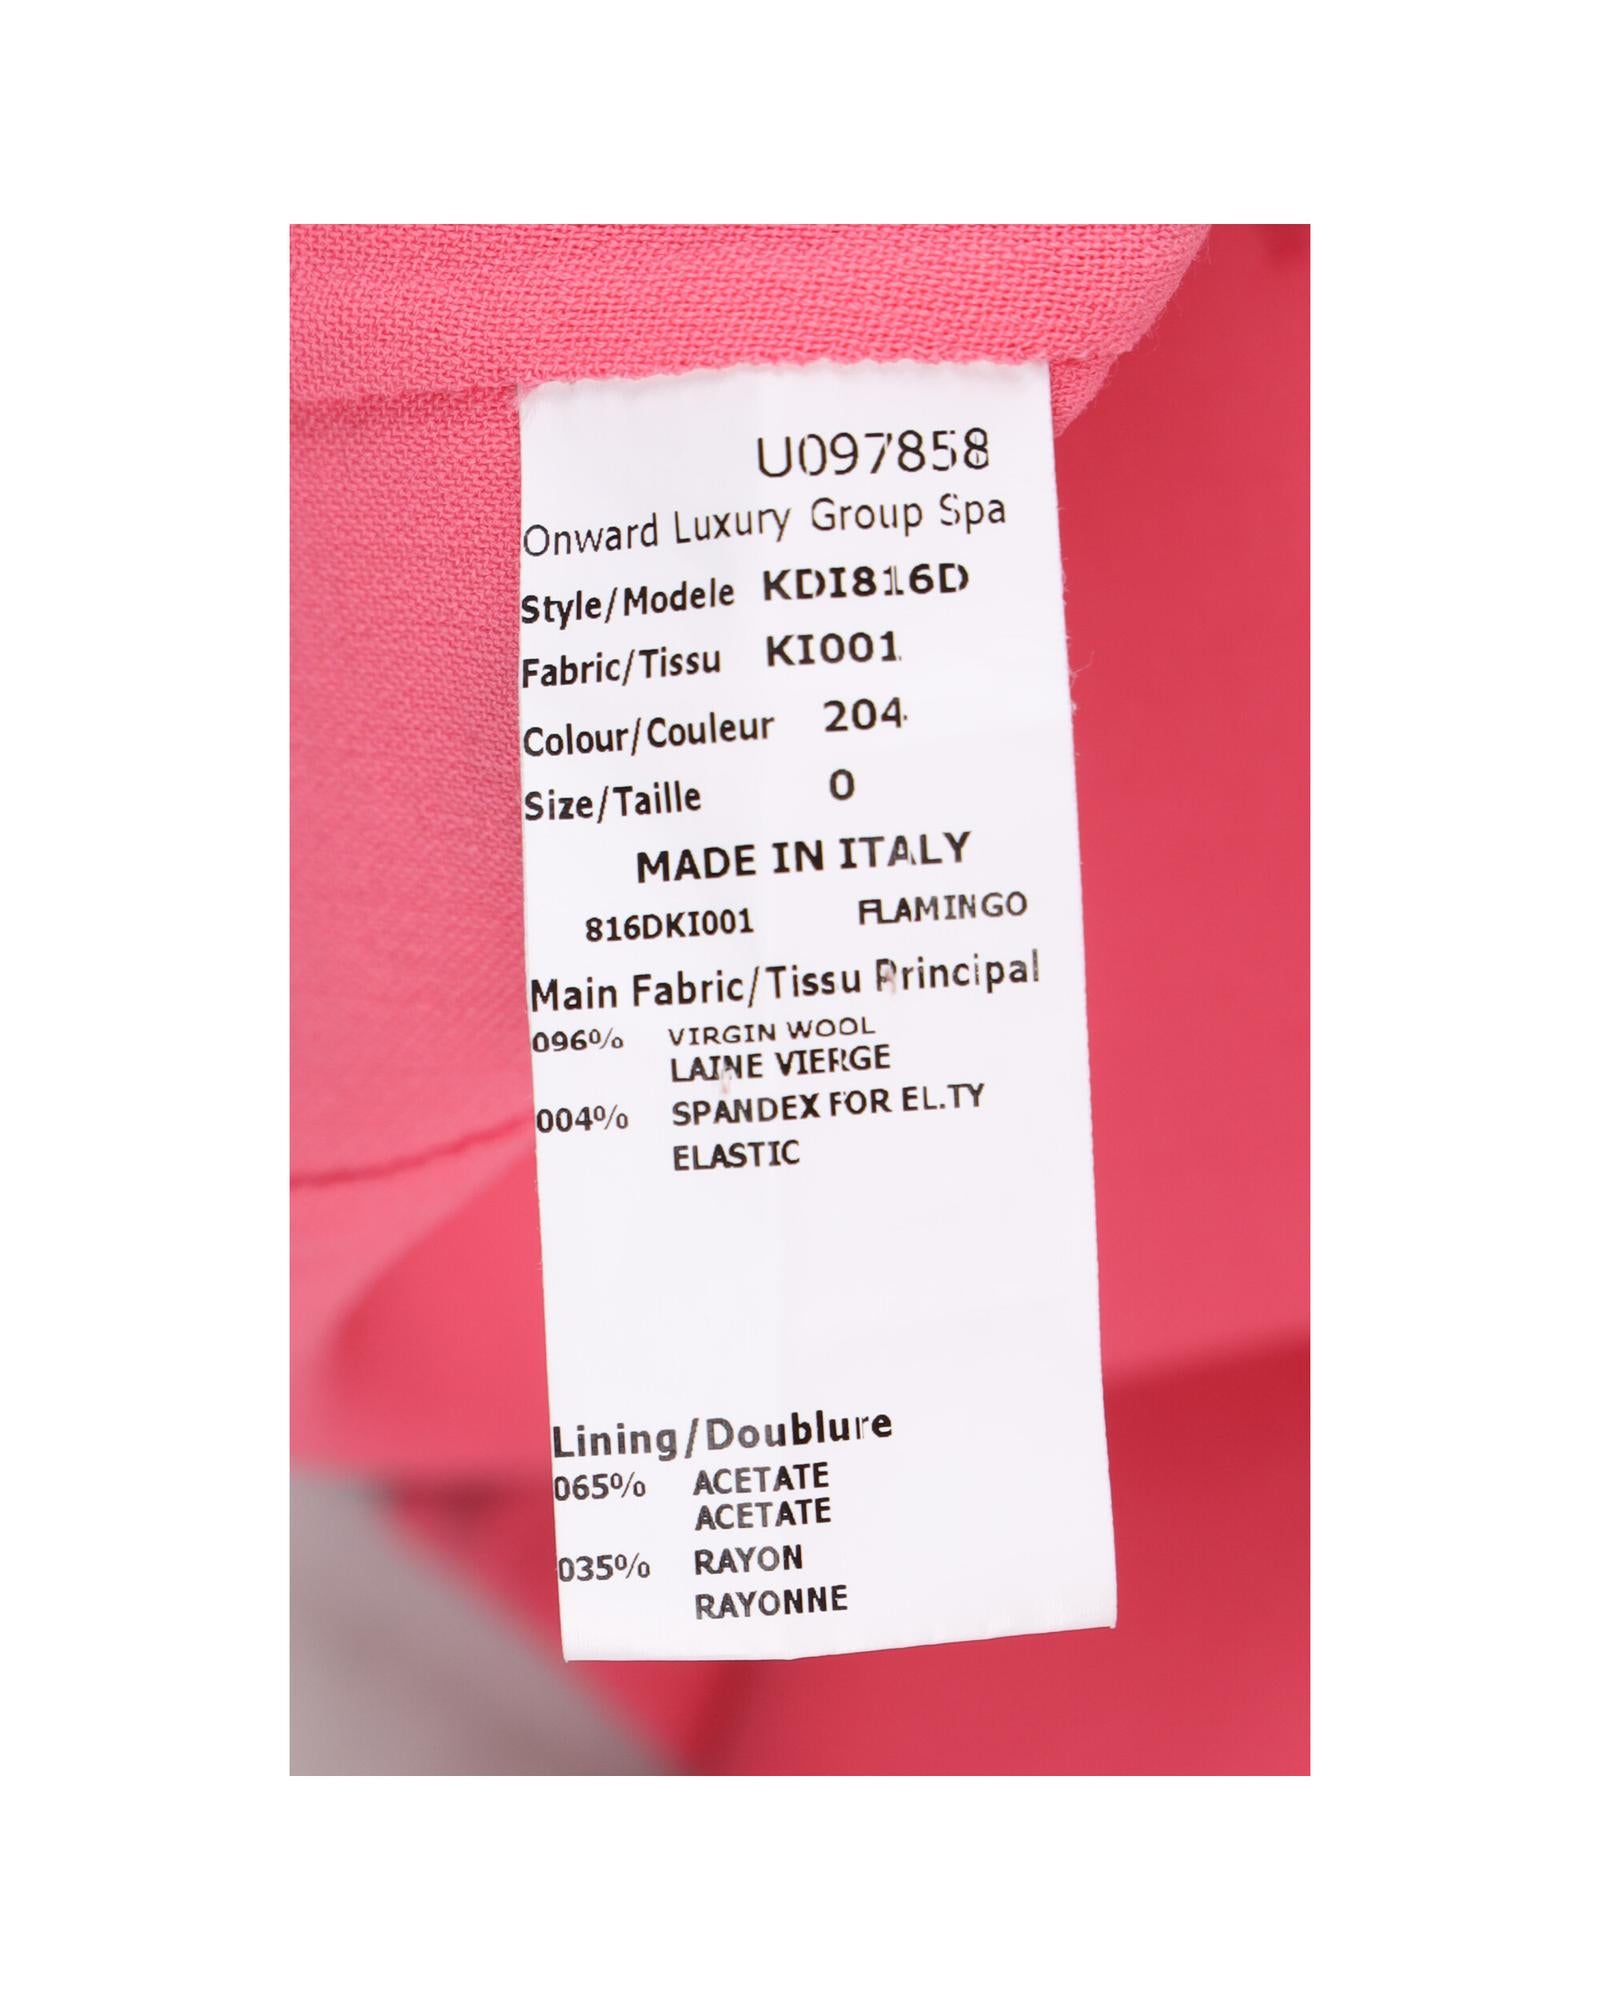 U097858
Onward Luxury Group Spa
Style/Modele KDI816D
Fabric/Tissu KI001
Colour/Couleur 204
Size/Taille 0
MADE IN ITALY
816DKI001 FLAMINGO
Main Fabric/Tissu Principal
096% VIRGIN WOOL
LAINE VIERGE
004% SPANDEX FOR EL.TY
ELASTIC
Lining/Doublure
065% ACETATE
ACETATE
035% RAYON
RAYONNE